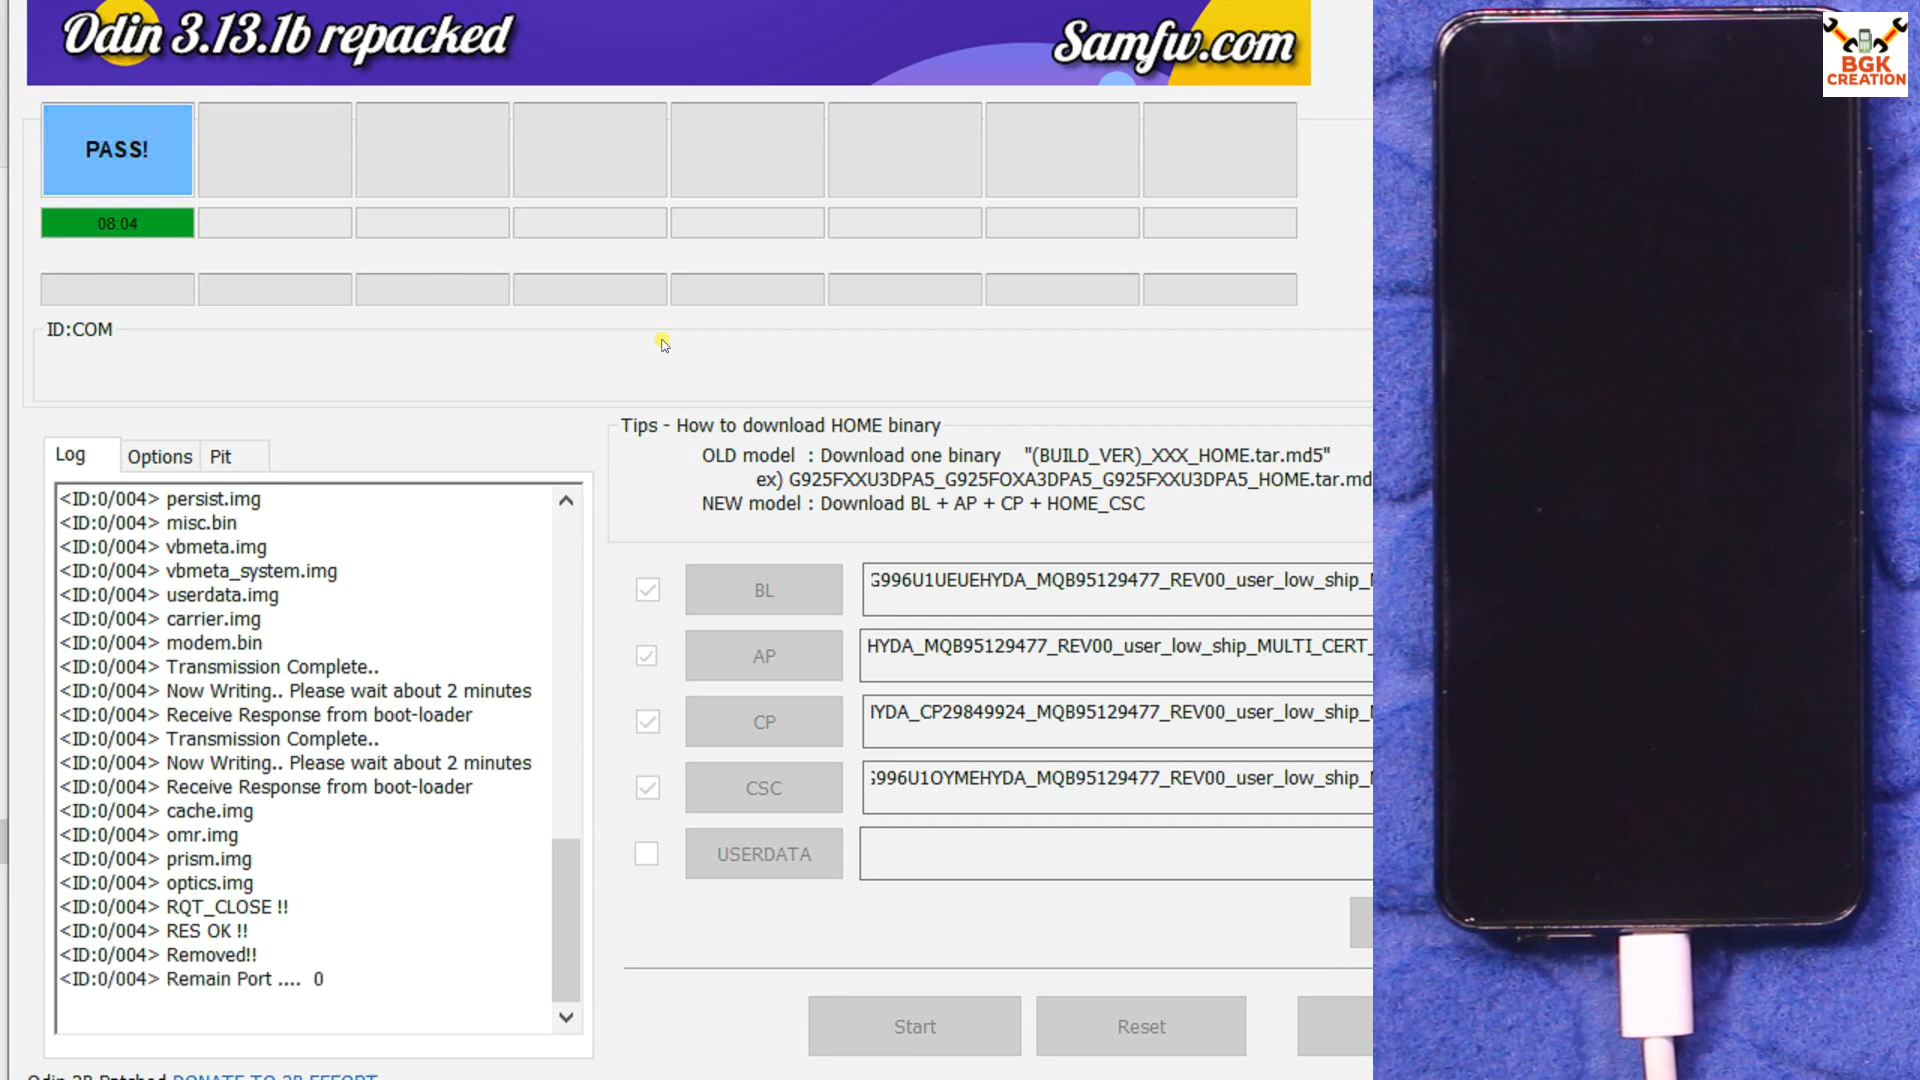 Odin 3.13.1b repacked
Samfw.com
BGK
CREATION
PASS!
08:04
ID:COM
Log
Options
Pit
<ID:0/004> persist.img
<ID:0/004> misc.bin
<ID:0/004> vbmeta.img
<ID:0/004> vbmeta_system.img
<ID:0/004> userdata.img
<ID:0/004> carrier.img
<ID:0/004> modem.bin
<ID:0/004> Transmission Complete..
<ID:0/004> Now Writing.. Please wait about 2 minutes
<ID:0/004> Receive Response from boot-loader
<ID:0/004> Transmission Complete..
<ID:0/004> Now Writing.. Please wait about 2 minutes
<ID:0/004> Receive Response from boot-loader
<ID:0/004> cache.img
<ID:0/004> omr.img
<ID:0/004> prism.img
<ID:0/004> optics.img
<ID:0/004> RQT_CLOSE !!
<ID:0/004> RES OK !!
<ID:0/004> Removed!!
<ID:0/004> Remain Port .... 0
Tips - How to download HOME binary
OLD model : Download one binary "(BUILD_VER)_XXX_HOME.tar.md5"
ex) G925FXXU3DPA5_G925FOXA3DPA5_G925FXXU3DPA5_HOME.tar.md
NEW model : Download BL + AP + CP + HOME_CSC
BL
G996U1UEUEHYDA_MQB95129477_REV00_user_low_ship_
AP
HYDA_MQB95129477_REV00_user_low_ship_MULTI_CERT_
CP
IYDA_CP29849924_MQB95129477_REV00_user_low_ship_
CSC
G996U1OYMEHYDA_MQB95129477_REV00_user_low_ship_
USERDATA
Start
Reset
Odin 3B Patched DONATE TO 3B EFFORT